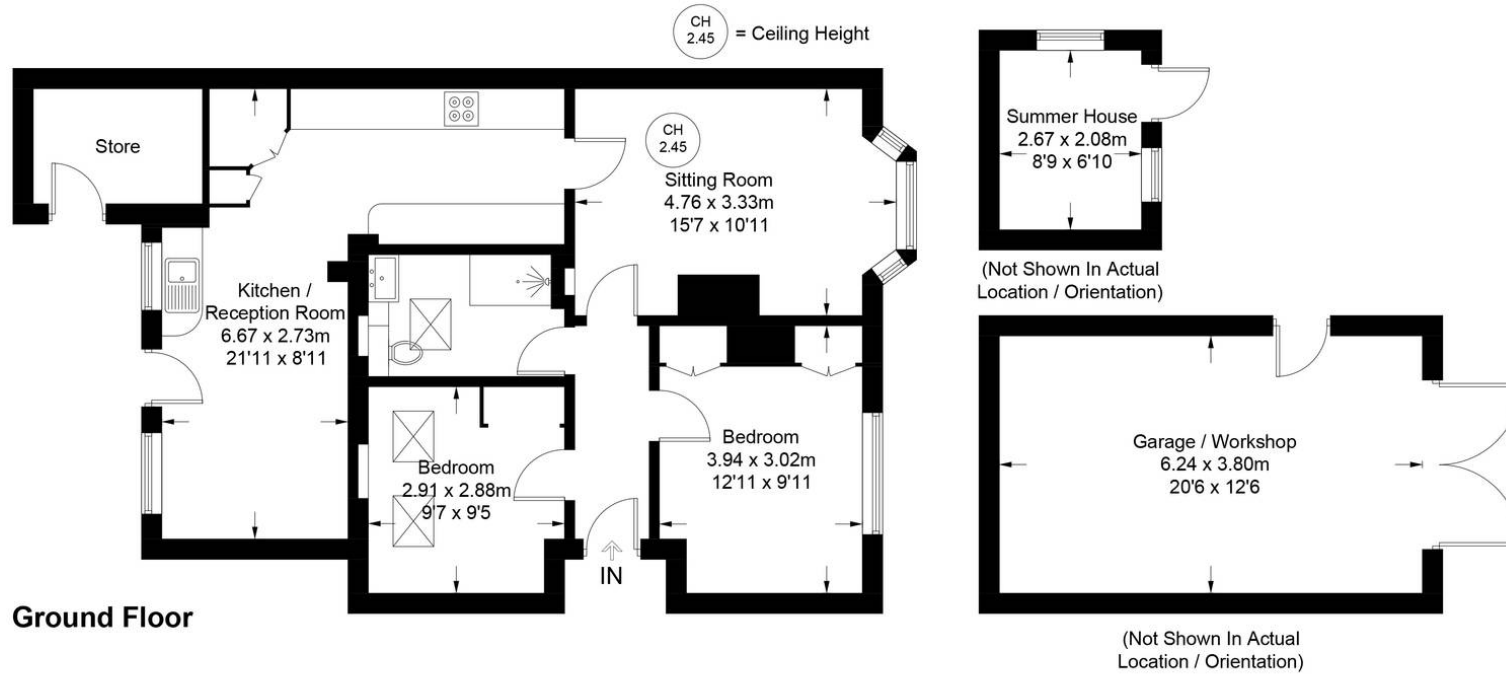 CH
2.45
= Ceiling Height
Store
CH
2.45
Sitting Room
4.76 x 3.33m
15'7 x 10'11
Kitchen /
Reception Room
6.67 x 2.73m
21'11 x 8'11
Bedroom
2.91 x 2.88m
9'7 x 9'5
Bedroom
3.94 x 3.02m
12'11 x 9'11
IN
Ground Floor
Summer House
2.67 x 2.08m
8'9 x 6'10
(Not Shown In Actual
Location / Orientation)
Garage / Workshop
6.24 x 3.80m
20'6 x 12'6
(Not Shown In Actual
Location / Orientation)